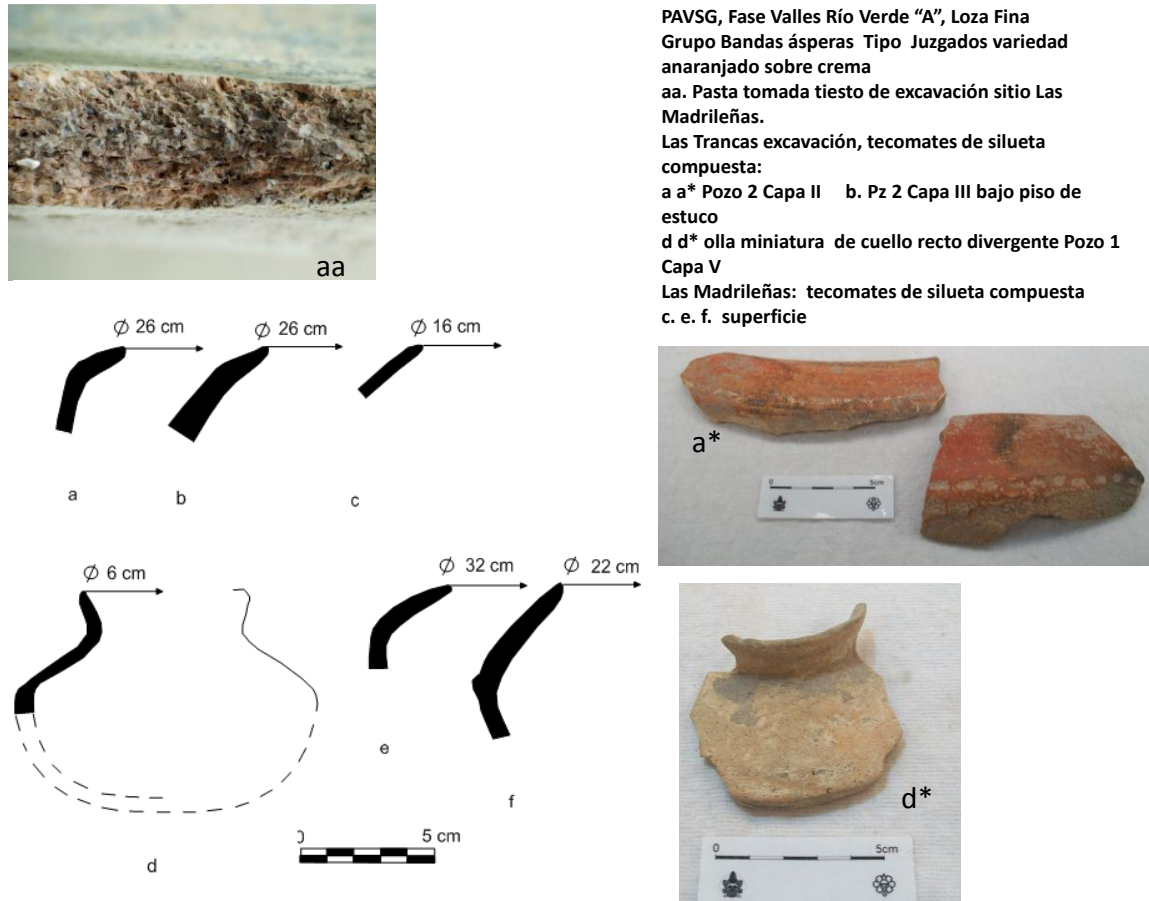 PAVSG, Fase Valles Río Verde “A”, Loza Fina
Grupo Bandas ásperas Tipo Juzgados variedad
anaranjado sobre crema
aa. Pasta tomada tiesto de excavación sitio Las
Madrileñas.
Las Trancas excavación, tecomates de silueta
compuesta:
a a* Pozo 2 Capa II b. Pz 2 Capa III bajo piso de
estuco
d d* olla miniatura de cuello recto divergente Pozo 1
Capa V
Las Madrileñas: tecomates de silueta compuesta
c. e. f. superficie
aa
∅ 26 cm
∅ 26 cm
∅ 16 cm
a
b
c
a*
0 5cm
∅ 6 cm
∅ 32 cm
∅ 22 cm
e
f
d
0 5 cm
d*
0 5cm